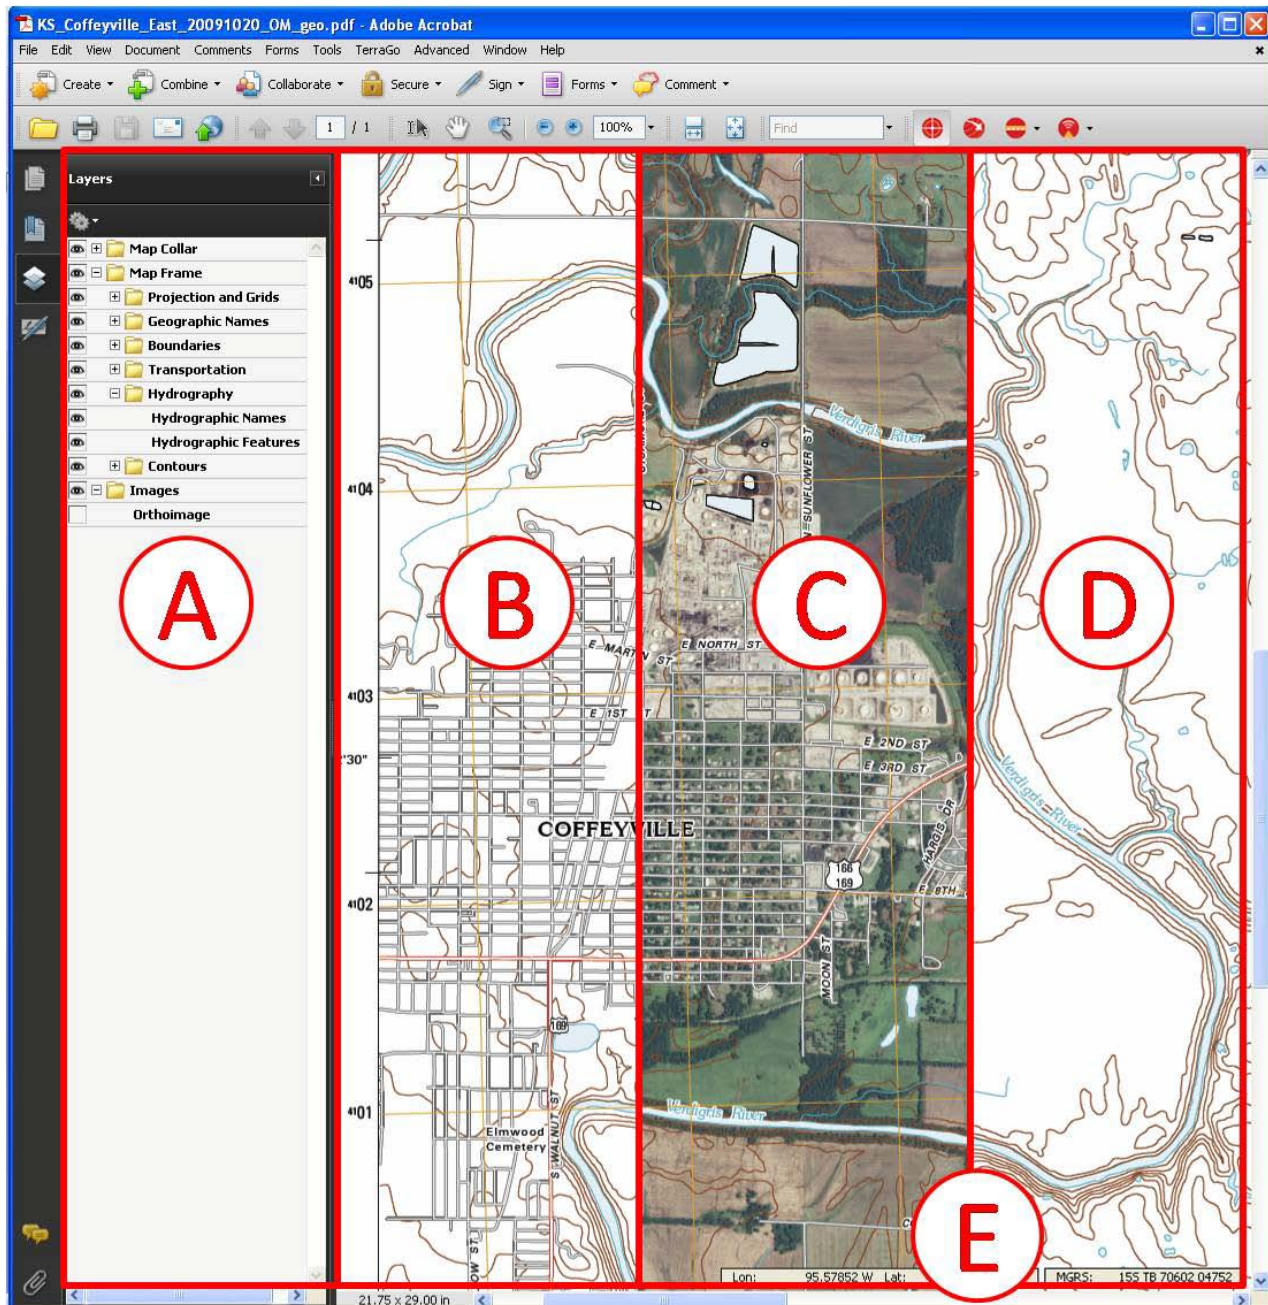 KS_Coffeyville_East_20091020_OM_geo.pdf - Adobe Acrobat
File Edit View Document Comments Forms Tools TerraGo Advanced Window Help
Create Combine Collaborate Secure Sign Forms Comment
1 / 1 100% Find
Layers
Map Collar
Map Frame
Projection and Grids
Geographic Names
Boundaries
Transportation
Hydrography
Hydrographic Names
Hydrographic Features
Contours
Images
Orthoimage
A
B
C
D
E
4105
Verdigris River
4104
N SUNFLOWER ST
E MARTIN ST
E NORTH ST
4103
E 1ST ST
E 2ND ST
E 3RD ST
'30"
Verdigris River
COFFEYVILLE
HARGIS DR
166
169
E 8TH
4102
MOON ST
169
4101
Verdigris River
Elmwood
Cemetery
S WALNUT ST
OW ST
Lon: 95.57852 W Lat:
MGRS: 15S TB 70602 04752
21.75 x 29.00 in